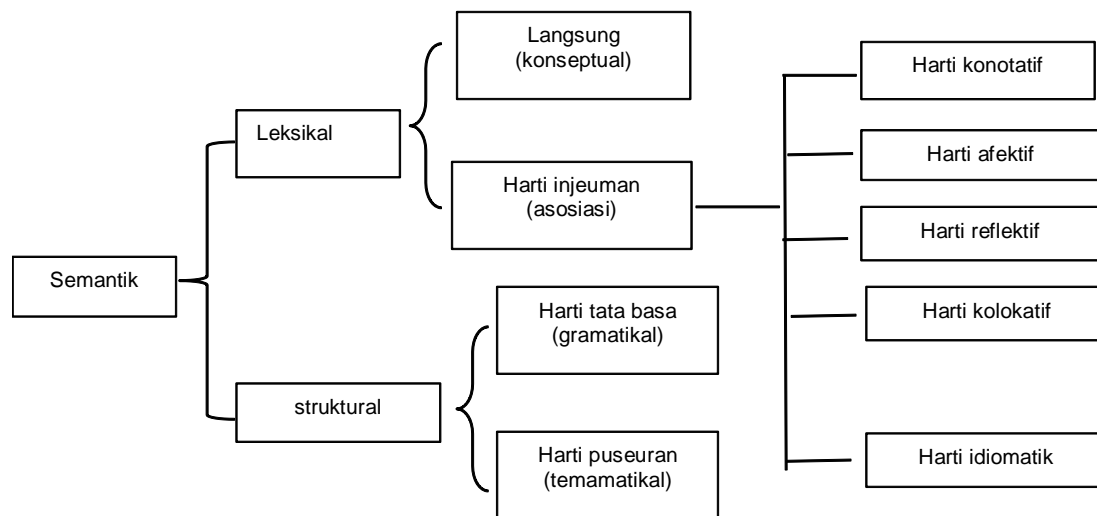 Semantik
Leksikal
struktural
Langsung
(konseptual)
Harti injeuman
(asosiasi)
Harti tata basa
(gramatikal)
Harti puseuran
(temamatikal)
Harti konotatif
Harti afektif
Harti reflektif
Harti kolokatif
Harti idiomatik